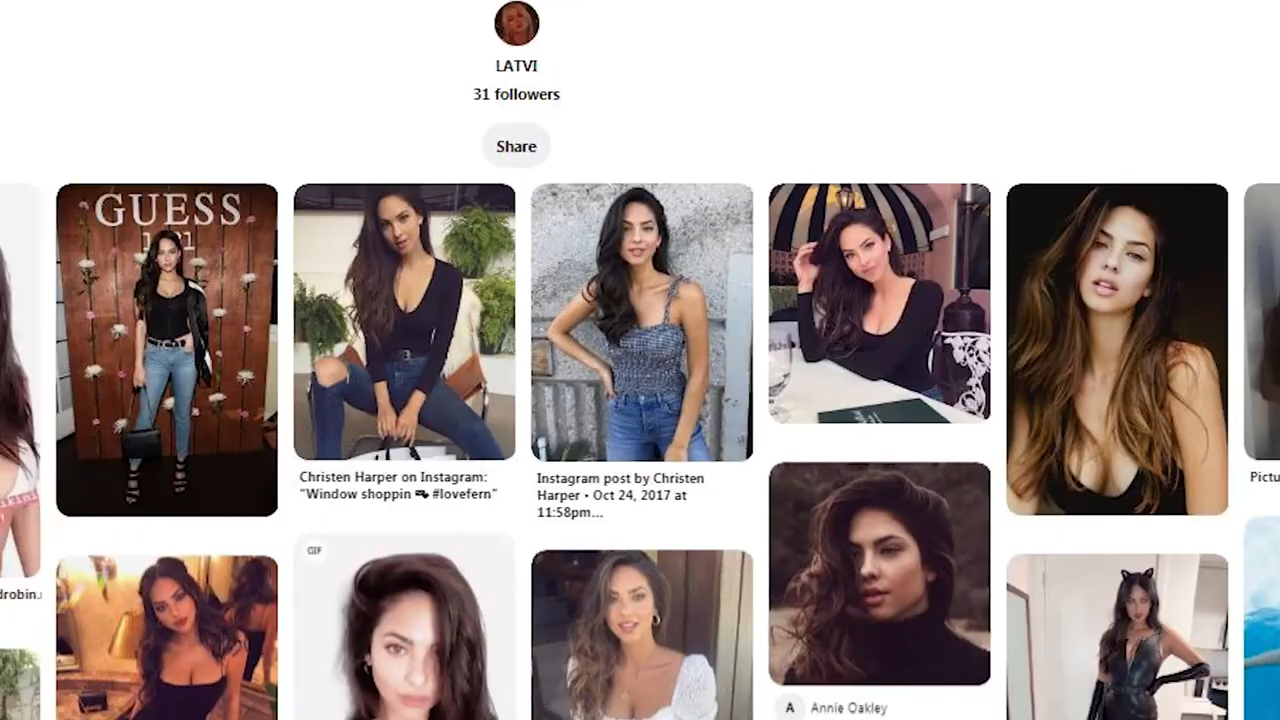 LATVI
31 followers
Share
GUESS
Christen Harper on Instagram:
"Window shoppin #lovefern"
Instagram post by Christen
Harper • Oct 24, 2017 at
11:58pm...
GIF
A Annie Oakley
Pictu